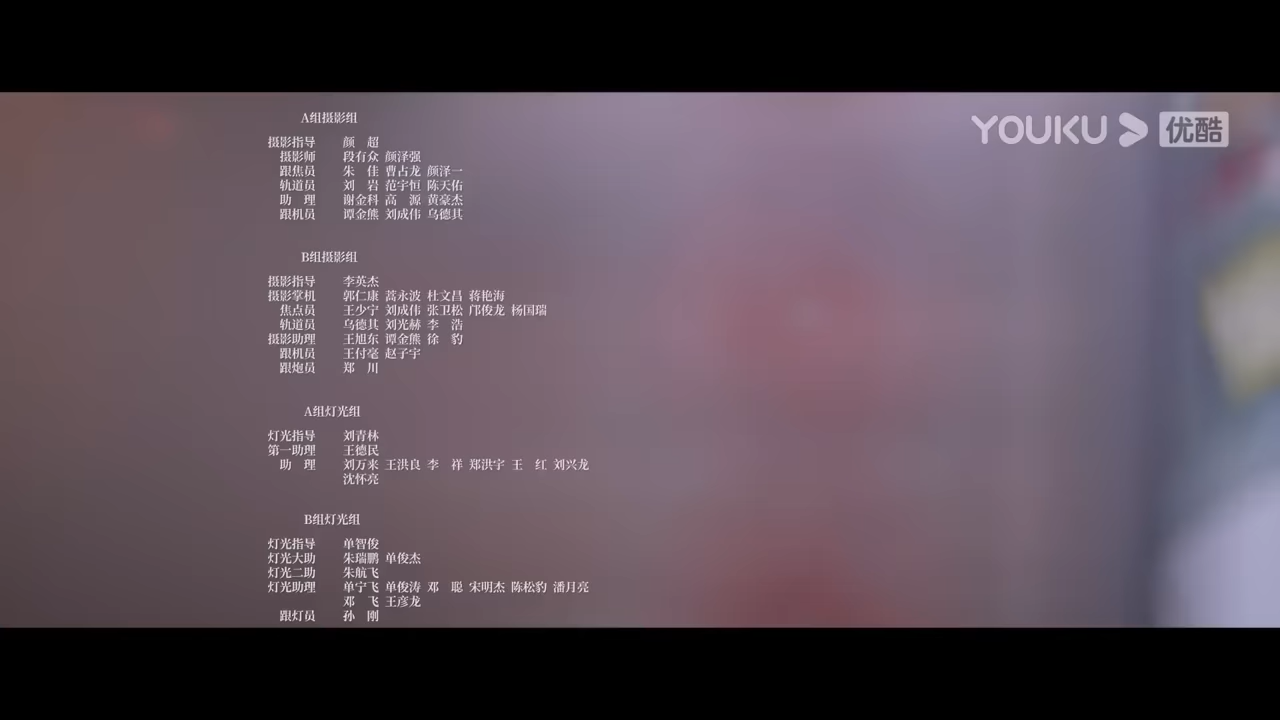 YOUKU 优酷
A组摄影组
摄影指导 颜 超
摄影师 段有众 颜泽强
跟焦员 朱 佳 曹占龙 颜泽一
轨道员 刘 岩 范宇恒 陈天佑
助 理 谢金科 高 源 黄豪杰
跟机员 谭金熊 刘成伟 乌德其
B组摄影组
摄影指导 李英杰
摄影掌机 郭仁康 蒿永波 杜文昌 蒋艳海
焦点员 王少宁 刘成伟 张卫松 邝俊龙 杨国瑞
轨道员 乌德其 刘光赫 李 浩
摄影助理 王旭东 谭金熊 徐 豹
跟机员 王付毫 赵子宇
跟炮员 郑 川
A组灯光组
灯光指导 刘青林
第一助理 王德民
助 理 刘万来 王洪良 李 祥 郑洪宇 王 红 刘兴龙
沈怀亮
B组灯光组
灯光指导 单智俊
灯光大助 朱瑞鹏 单俊杰
灯光二助 朱航飞
灯光助理 单宁飞 单俊涛 邓 聪 宋明杰 陈松豹 潘月亮
邓 飞 王彦龙
跟灯员 孙 刚